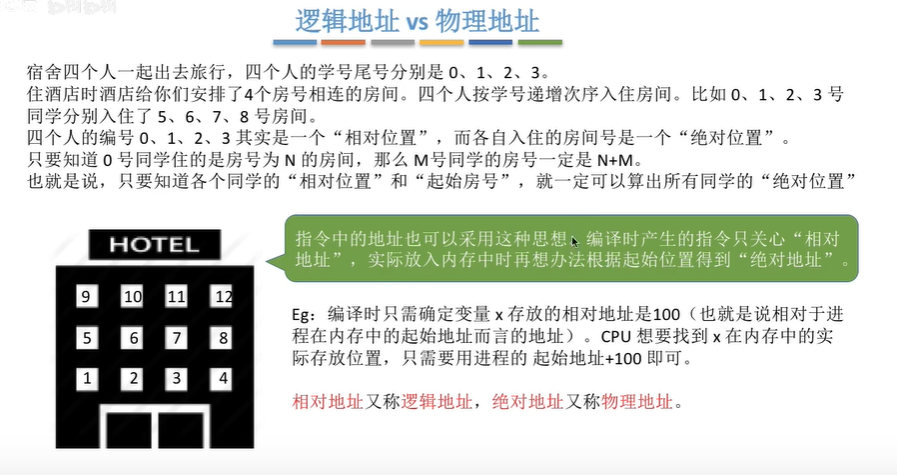 逻辑地址 vs 物理地址
宿舍四个人一起出去旅行，四个人的学号尾号分别是 0、1、2、3。
住酒店时酒店给你们安排了4个房号相连的房间。四个人按学号递增次序入住房间。比如 0、1、2、3 号
同学分别入住了 5、6、7、8 号房间。
四个人的编号 0、1、2、3 其实是一个“相对位置”，而各自入住的房间号是一个“绝对位置”。
只要知道 0 号同学住的是房号为 N 的房间，那么 M号同学的房号一定是 N+M。
也就是说，只要知道各个同学的“相对位置”和“起始房号”，就一定可以算出所有同学的“绝对位置”
指令中的地址也可以采用这种思想。编译时产生的指令只关心“相对
地址”，实际放入内存中时再想办法根据起始位置得到“绝对地址”。
HOTEL
9 10 11 12
5 6 7 8
1 2 3 4
Eg：编译时只需确定变量 x 存放的相对地址是100（也就是说相对于进
程在内存中的起始地址而言的地址）。CPU 想要找到 x 在内存中的实
际存放位置，只需要用进程的 起始地址+100 即可。
相对地址又称逻辑地址，绝对地址又称物理地址。